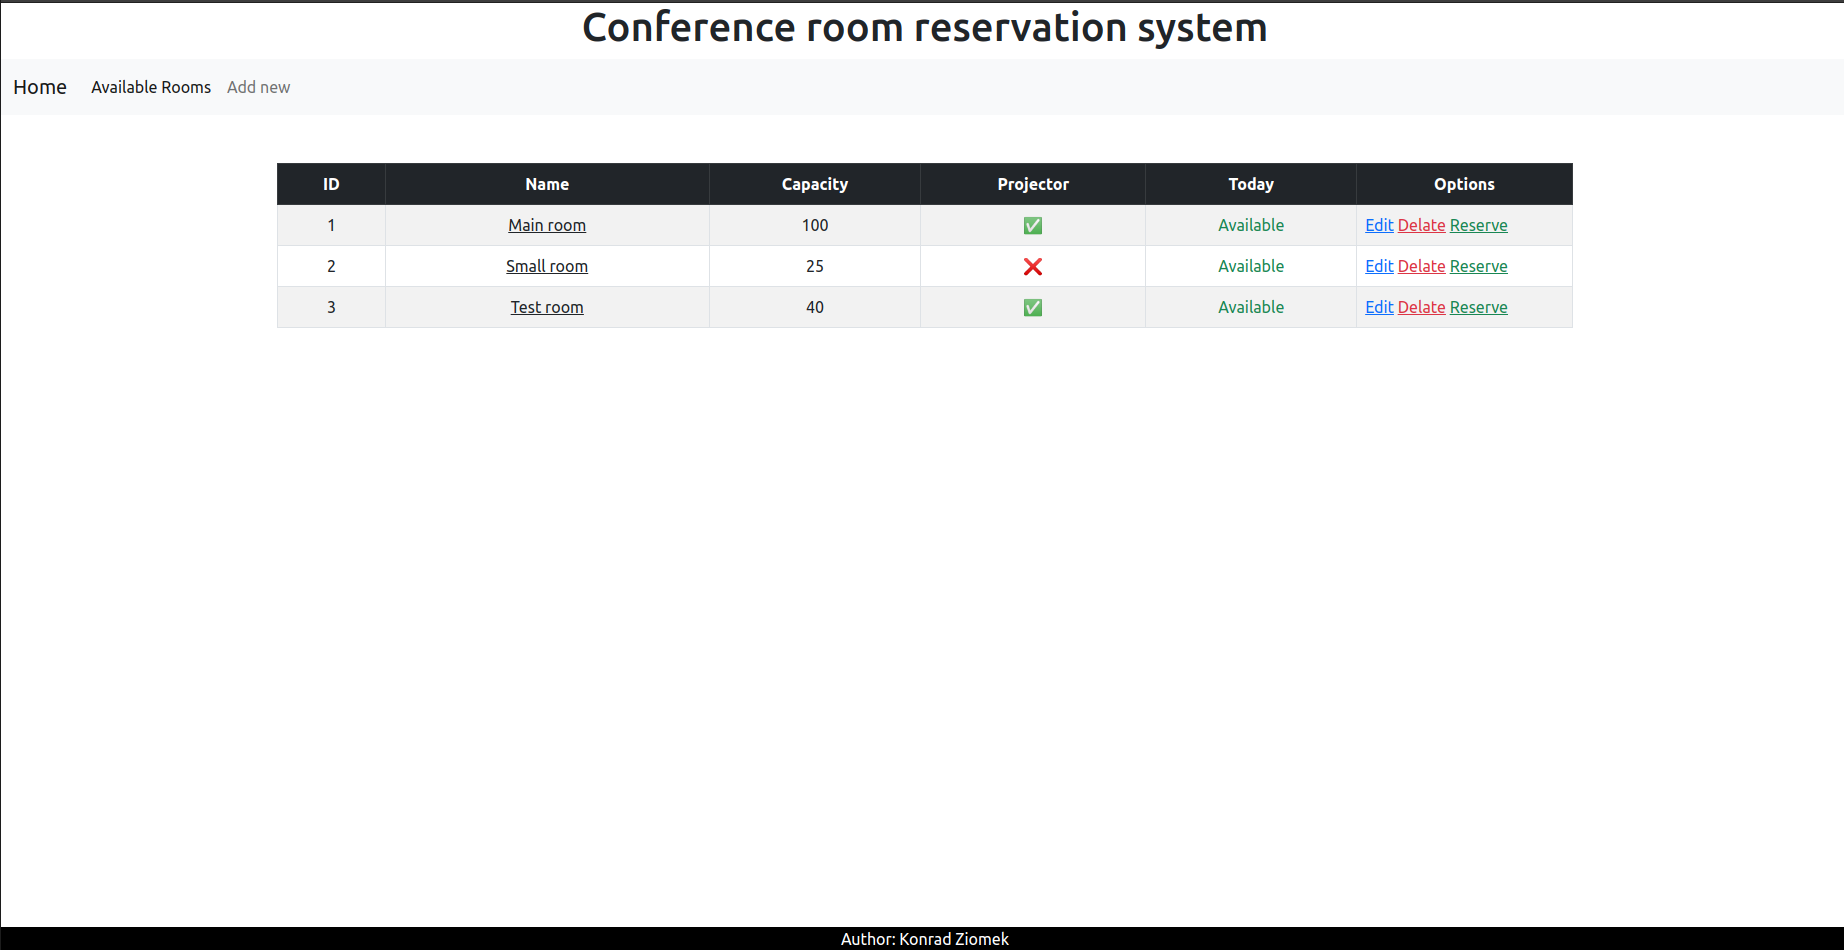 Conference room reservation system
Home Available Rooms Add new
ID Name Capacity Projector Today Options
1 Main room 100 ✅ Available Edit Delate Reserve
2 Small room 25 ❌ Available Edit Delate Reserve
3 Test room 40 ✅ Available Edit Delate Reserve
Author: Konrad Ziomek